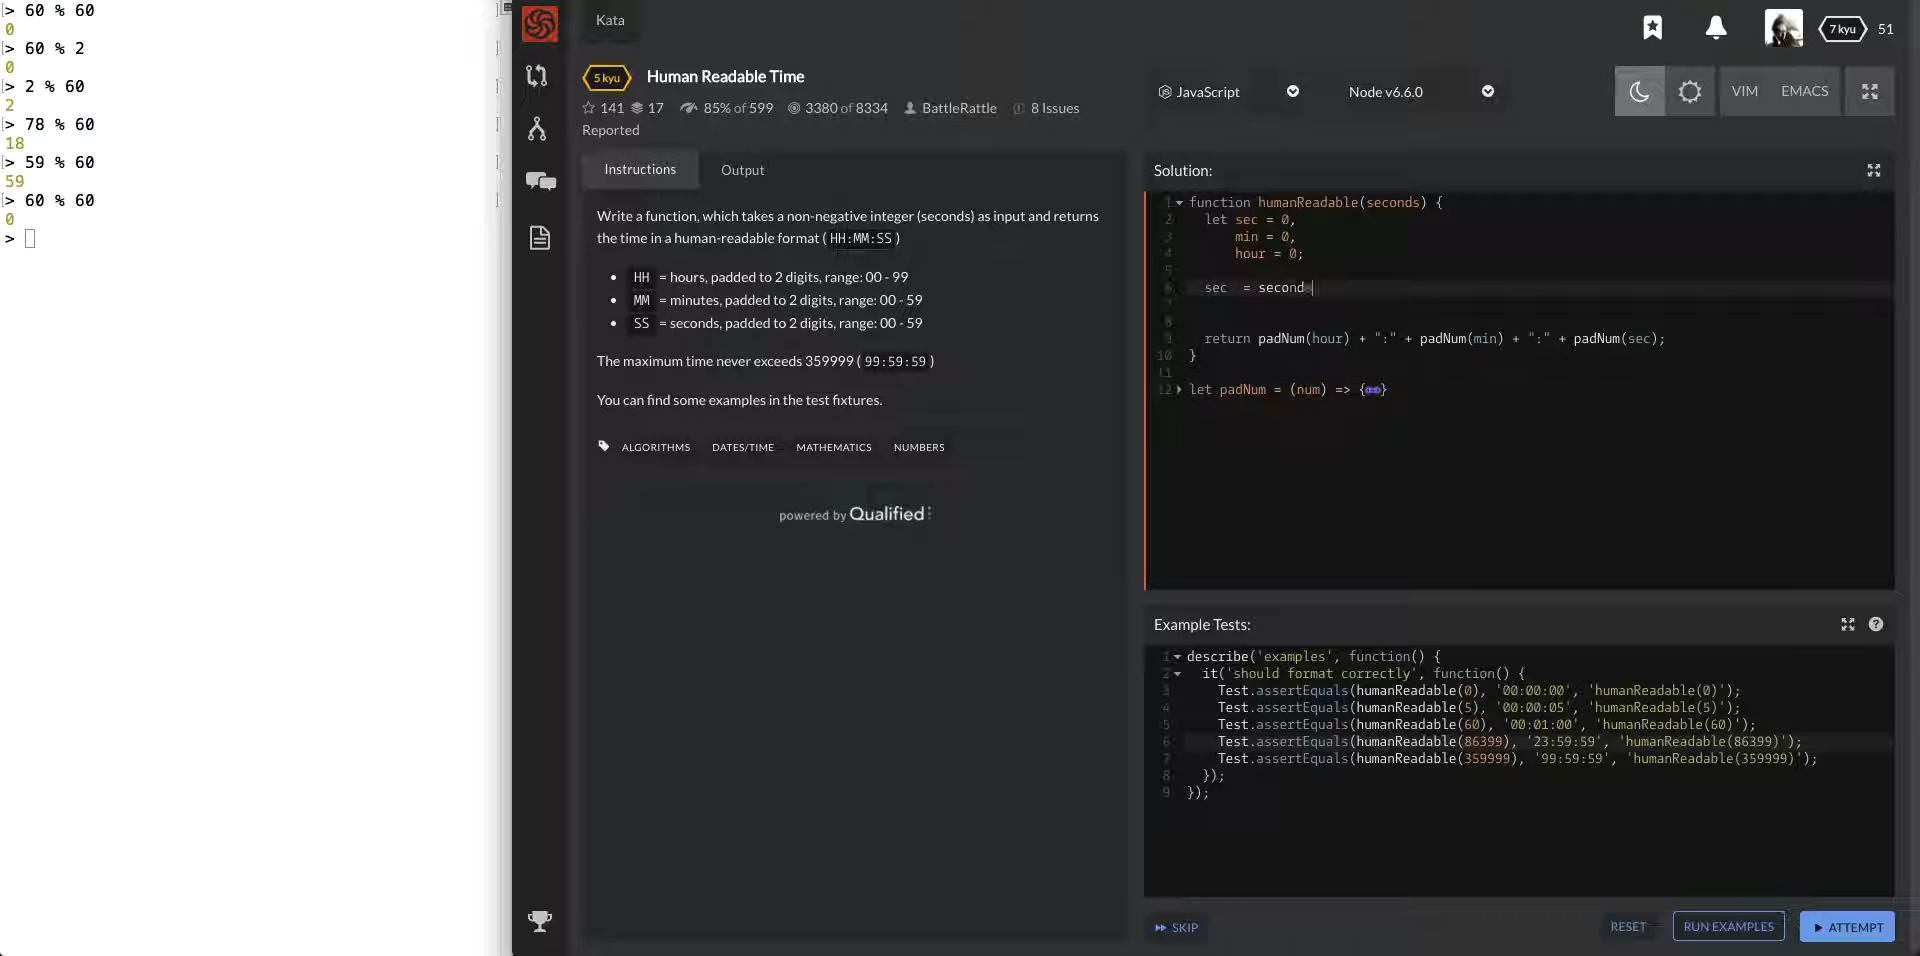 > 60 % 60
0
> 60 % 2
0
> 2 % 60
2
> 78 % 60
18
> 59 % 60
59
> 60 % 60
0
>
Kata
7 kyu 51
5 kyu Human Readable Time
141 17 85% of 599 3380 of 8334 BattleRattle 8 Issues
Reported
JavaScript Node v6.6.0 VIM EMACS
Instructions Output
Write a function, which takes a non-negative integer (seconds) as input and returns
the time in a human-readable format ( HH:MM:SS )
• HH = hours, padded to 2 digits, range: 00 - 99
• MM = minutes, padded to 2 digits, range: 00 - 59
• SS = seconds, padded to 2 digits, range: 00 - 59
The maximum time never exceeds 359999 ( 99:59:59 )
You can find some examples in the test fixtures.
ALGORITHMS DATES/TIME MATHEMATICS NUMBERS
powered by Qualified
Solution:
1 function humanReadable(seconds) {
2 let sec = 0,
3 min = 0,
4 hour = 0;
5
6 sec = second
7
8
9 return padNum(hour) + ":" + padNum(min) + ":" + padNum(sec);
10 }
11
12 let padNum = (num) => {↔}
Example Tests:
1 describe('examples', function() {
2 it('should format correctly', function() {
3 Test.assertEquals(humanReadable(0), '00:00:00', 'humanReadable(0)');
4 Test.assertEquals(humanReadable(5), '00:00:05', 'humanReadable(5)');
5 Test.assertEquals(humanReadable(60), '00:01:00', 'humanReadable(60)');
6 Test.assertEquals(humanReadable(86399), '23:59:59', 'humanReadable(86399)');
7 Test.assertEquals(humanReadable(359999), '99:59:59', 'humanReadable(359999)');
8 });
9 });
SKIP RESET RUN EXAMPLES ATTEMPT